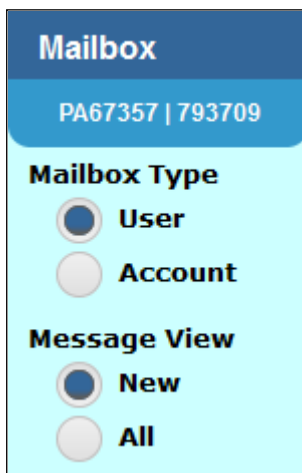 Mailbox
PA67357 | 793709
Mailbox Type
User
Account
Message View
New
All